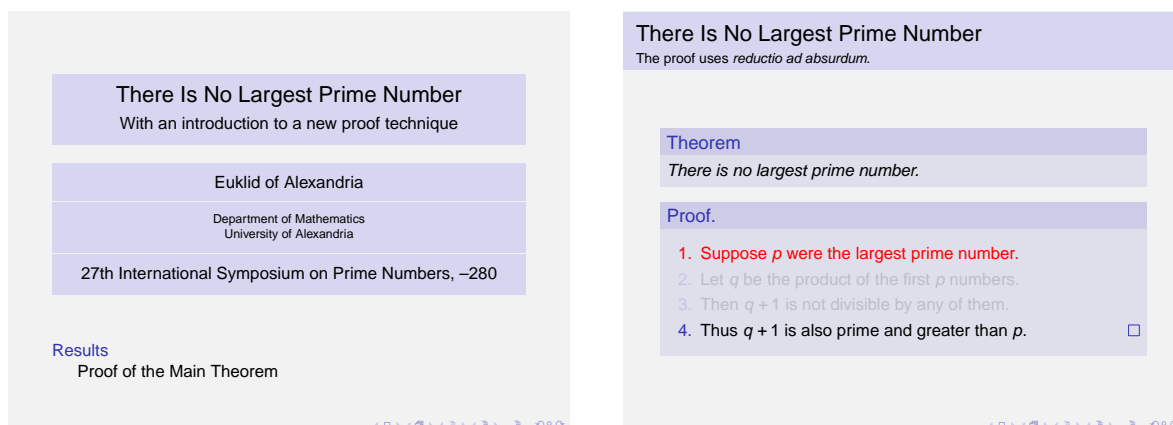 There Is No Largest Prime Number
With an introduction to a new proof technique
Euklid of Alexandria
Department of Mathematics
University of Alexandria
27th International Symposium on Prime Numbers, –280
Results
Proof of the Main Theorem
There Is No Largest Prime Number
The proof uses reductio ad absurdum.
Theorem
There is no largest prime number.
Proof.
1. Suppose p were the largest prime number.
2. Let q be the product of the first p numbers.
3. Then q + 1 is not divisible by any of them.
4. Thus q + 1 is also prime and greater than p. □